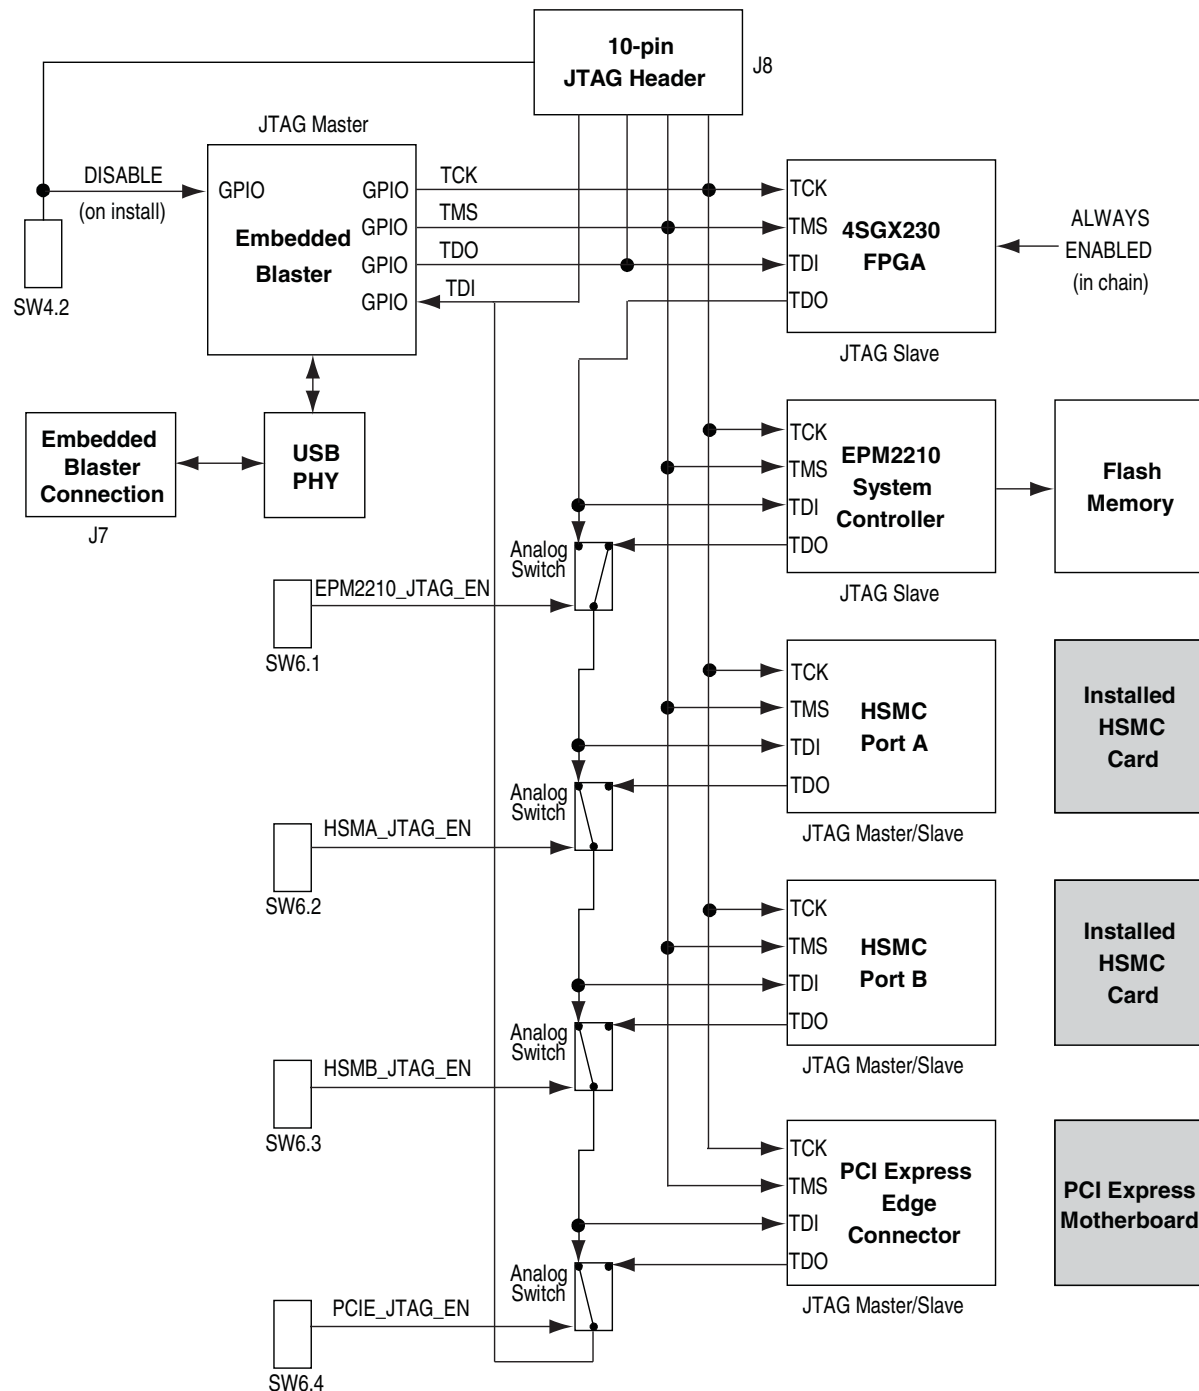 10-pin
JTAG Header
J8
JTAG Master
DISABLE
(on install)
SW4.2
GPIO
Embedded
Blaster
GPIO
GPIO
GPIO
GPIO
TCK
TMS
TDO
TDI
TCK
TMS
TDI
TDO
4SGX230
FPGA
JTAG Slave
ALWAYS
ENABLED
(in chain)
Embedded
Blaster
Connection
J7
USB
PHY
TCK
TMS
TDI
TDO
EPM2210
System
Controller
JTAG Slave
Flash
Memory
Analog
Switch
EPM2210_JTAG_EN
SW6.1
TCK
TMS
TDI
TDO
HSMC
Port A
JTAG Master/Slave
Installed
HSMC
Card
Analog
Switch
HSMA_JTAG_EN
SW6.2
TCK
TMS
TDI
TDO
HSMC
Port B
JTAG Master/Slave
Installed
HSMC
Card
Analog
Switch
HSMB_JTAG_EN
SW6.3
TCK
TMS
TDI
TDO
PCI Express
Edge
Connector
JTAG Master/Slave
PCI Express
Motherboard
Analog
Switch
PCIE_JTAG_EN
SW6.4